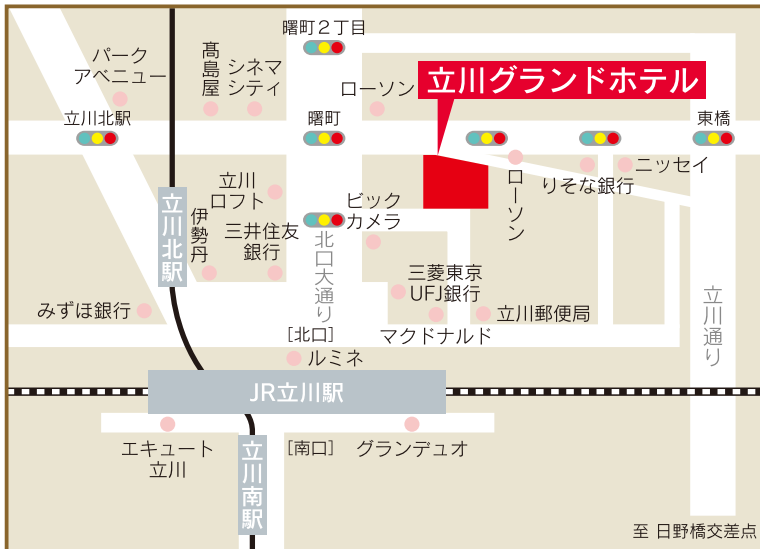 曙町２丁目
パーク
アベニュー
髙島屋
シネマ
シティ
ローソン
立川グランドホテル
立川北駅
曙町
東橋
ローソン
りそな銀行
ニッセイ
立川
ロフト
ビック
カメラ
立川北駅
伊勢丹
三井住友
銀行
北口大通り
三菱東京
UFJ銀行
立川郵便局
立川通り
みずほ銀行
マクドナルド
［北口］
ルミネ
JR立川駅
エキュート
立川
立川南駅
［南口］
グランデュオ
至 日野橋交差点